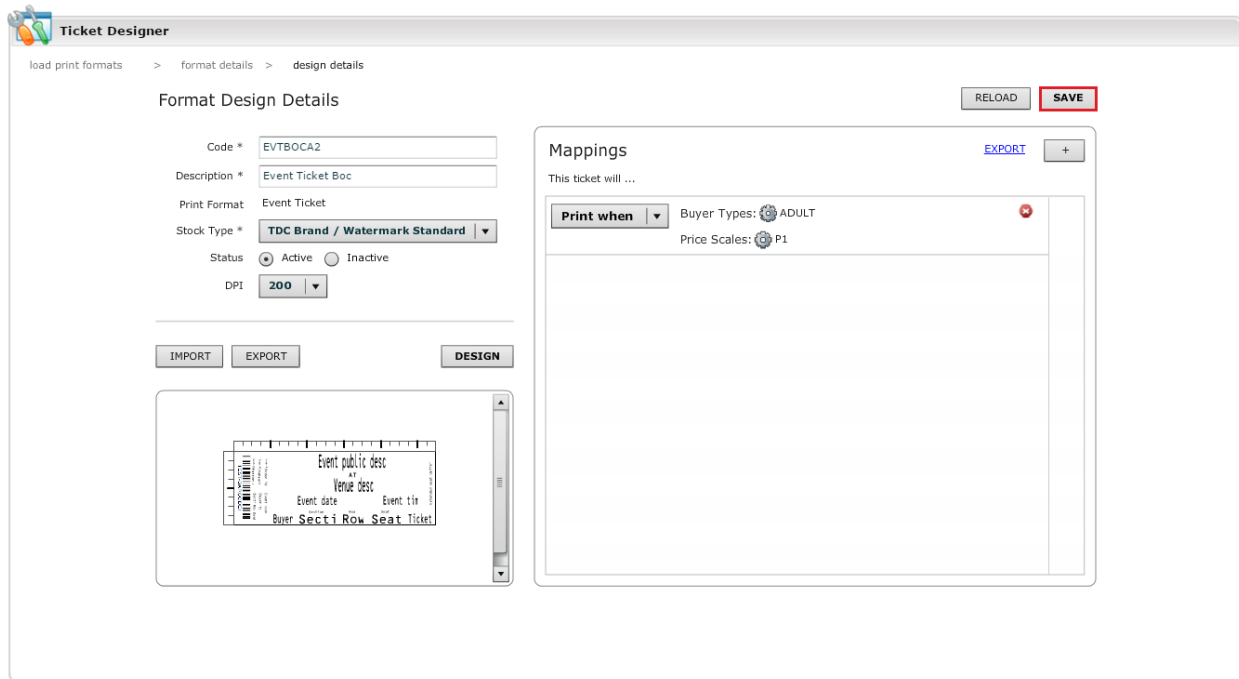 Ticket Designer
load print formats > format details > design details
Format Design Details
RELOAD SAVE
Code * EVTBOCA2
Description * Event Ticket Boc
Print Format Event Ticket
Stock Type * TDC Brand / Watermark Standard
Status Active Inactive
DPI 200
IMPORT EXPORT DESIGN
Event public desc
AT
Venue desc
Event date Event tim
Buyer Secti Row Seat Ticket
Mappings EXPORT +
This ticket will ...
Print when Buyer Types: ADULT
Price Scales: P1